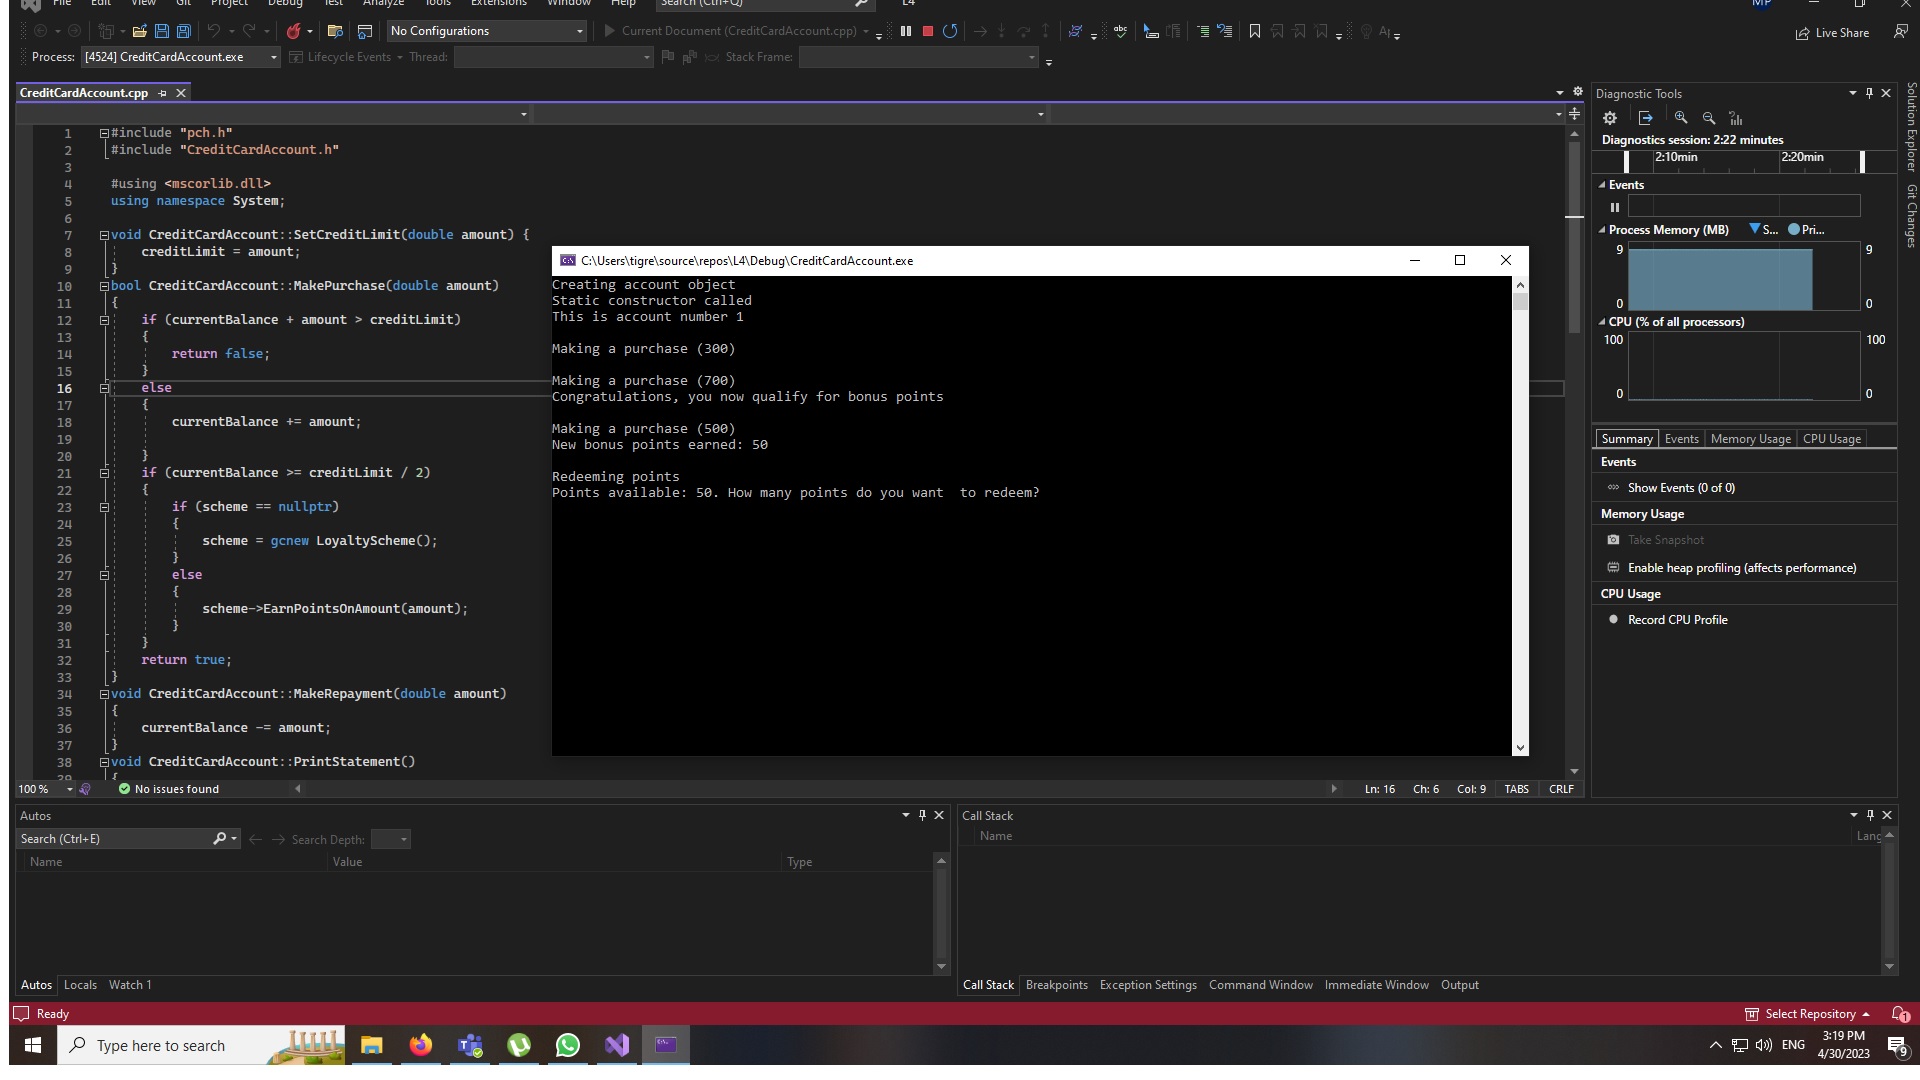 File Edit View Git Project Debug Test Analyze Tools Extensions Window Help Search (Ctrl+Q) L4 MP
No Configurations Current Document (CreditCardAccount.cpp) Live Share
Process: [4524] CreditCardAccount.exe Lifecycle Events Thread: Stack Frame:
CreditCardAccount.cpp
1 #include "pch.h"
2 #include "CreditCardAccount.h"
3
4 #using <mscorlib.dll>
5 using namespace System;
6
7 void CreditCardAccount::SetCreditLimit(double amount) {
8 creditLimit = amount;
9 }
10 bool CreditCardAccount::MakePurchase(double amount)
11 {
12 if (currentBalance + amount > creditLimit)
13 {
14 return false;
15 }
16 else
17 {
18 currentBalance += amount;
19
20 }
21 if (currentBalance >= creditLimit / 2)
22 {
23 if (scheme == nullptr)
24 {
25 scheme = gcnew LoyaltyScheme();
26 }
27 else
28 {
29 scheme->EarnPointsOnAmount(amount);
30 }
31 }
32 return true;
33 }
34 void CreditCardAccount::MakeRepayment(double amount)
35 {
36 currentBalance -= amount;
37 }
38 void CreditCardAccount::PrintStatement()
39 {
C:\Users\tigre\source\repos\L4\Debug\CreditCardAccount.exe
Creating account object
Static constructor called
This is account number 1
Making a purchase (300)
Making a purchase (700)
Congratulations, you now qualify for bonus points
Making a purchase (500)
New bonus points earned: 50
Redeeming points
Points available: 50. How many points do you want  to redeem?
100 % No issues found Ln: 16 Ch: 6 Col: 9 TABS CRLF
Diagnostic Tools
Diagnostics session: 2:22 minutes
2:10min 2:20min
Events
Process Memory (MB) S... Pri...
9 9
0 0
CPU (% of all processors)
100 100
0 0
Summary Events Memory Usage CPU Usage
Events
Show Events (0 of 0)
Memory Usage
Take Snapshot
Enable heap profiling (affects performance)
CPU Usage
Record CPU Profile
Solution Explorer
Git Changes
Autos
Search (Ctrl+E) Search Depth:
Name Value Type
Autos Locals Watch 1
Call Stack
Name Lang
Call Stack Breakpoints Exception Settings Command Window Immediate Window Output
Ready Select Repository 1
Type here to search
ENG
3:19 PM
4/30/2023
9